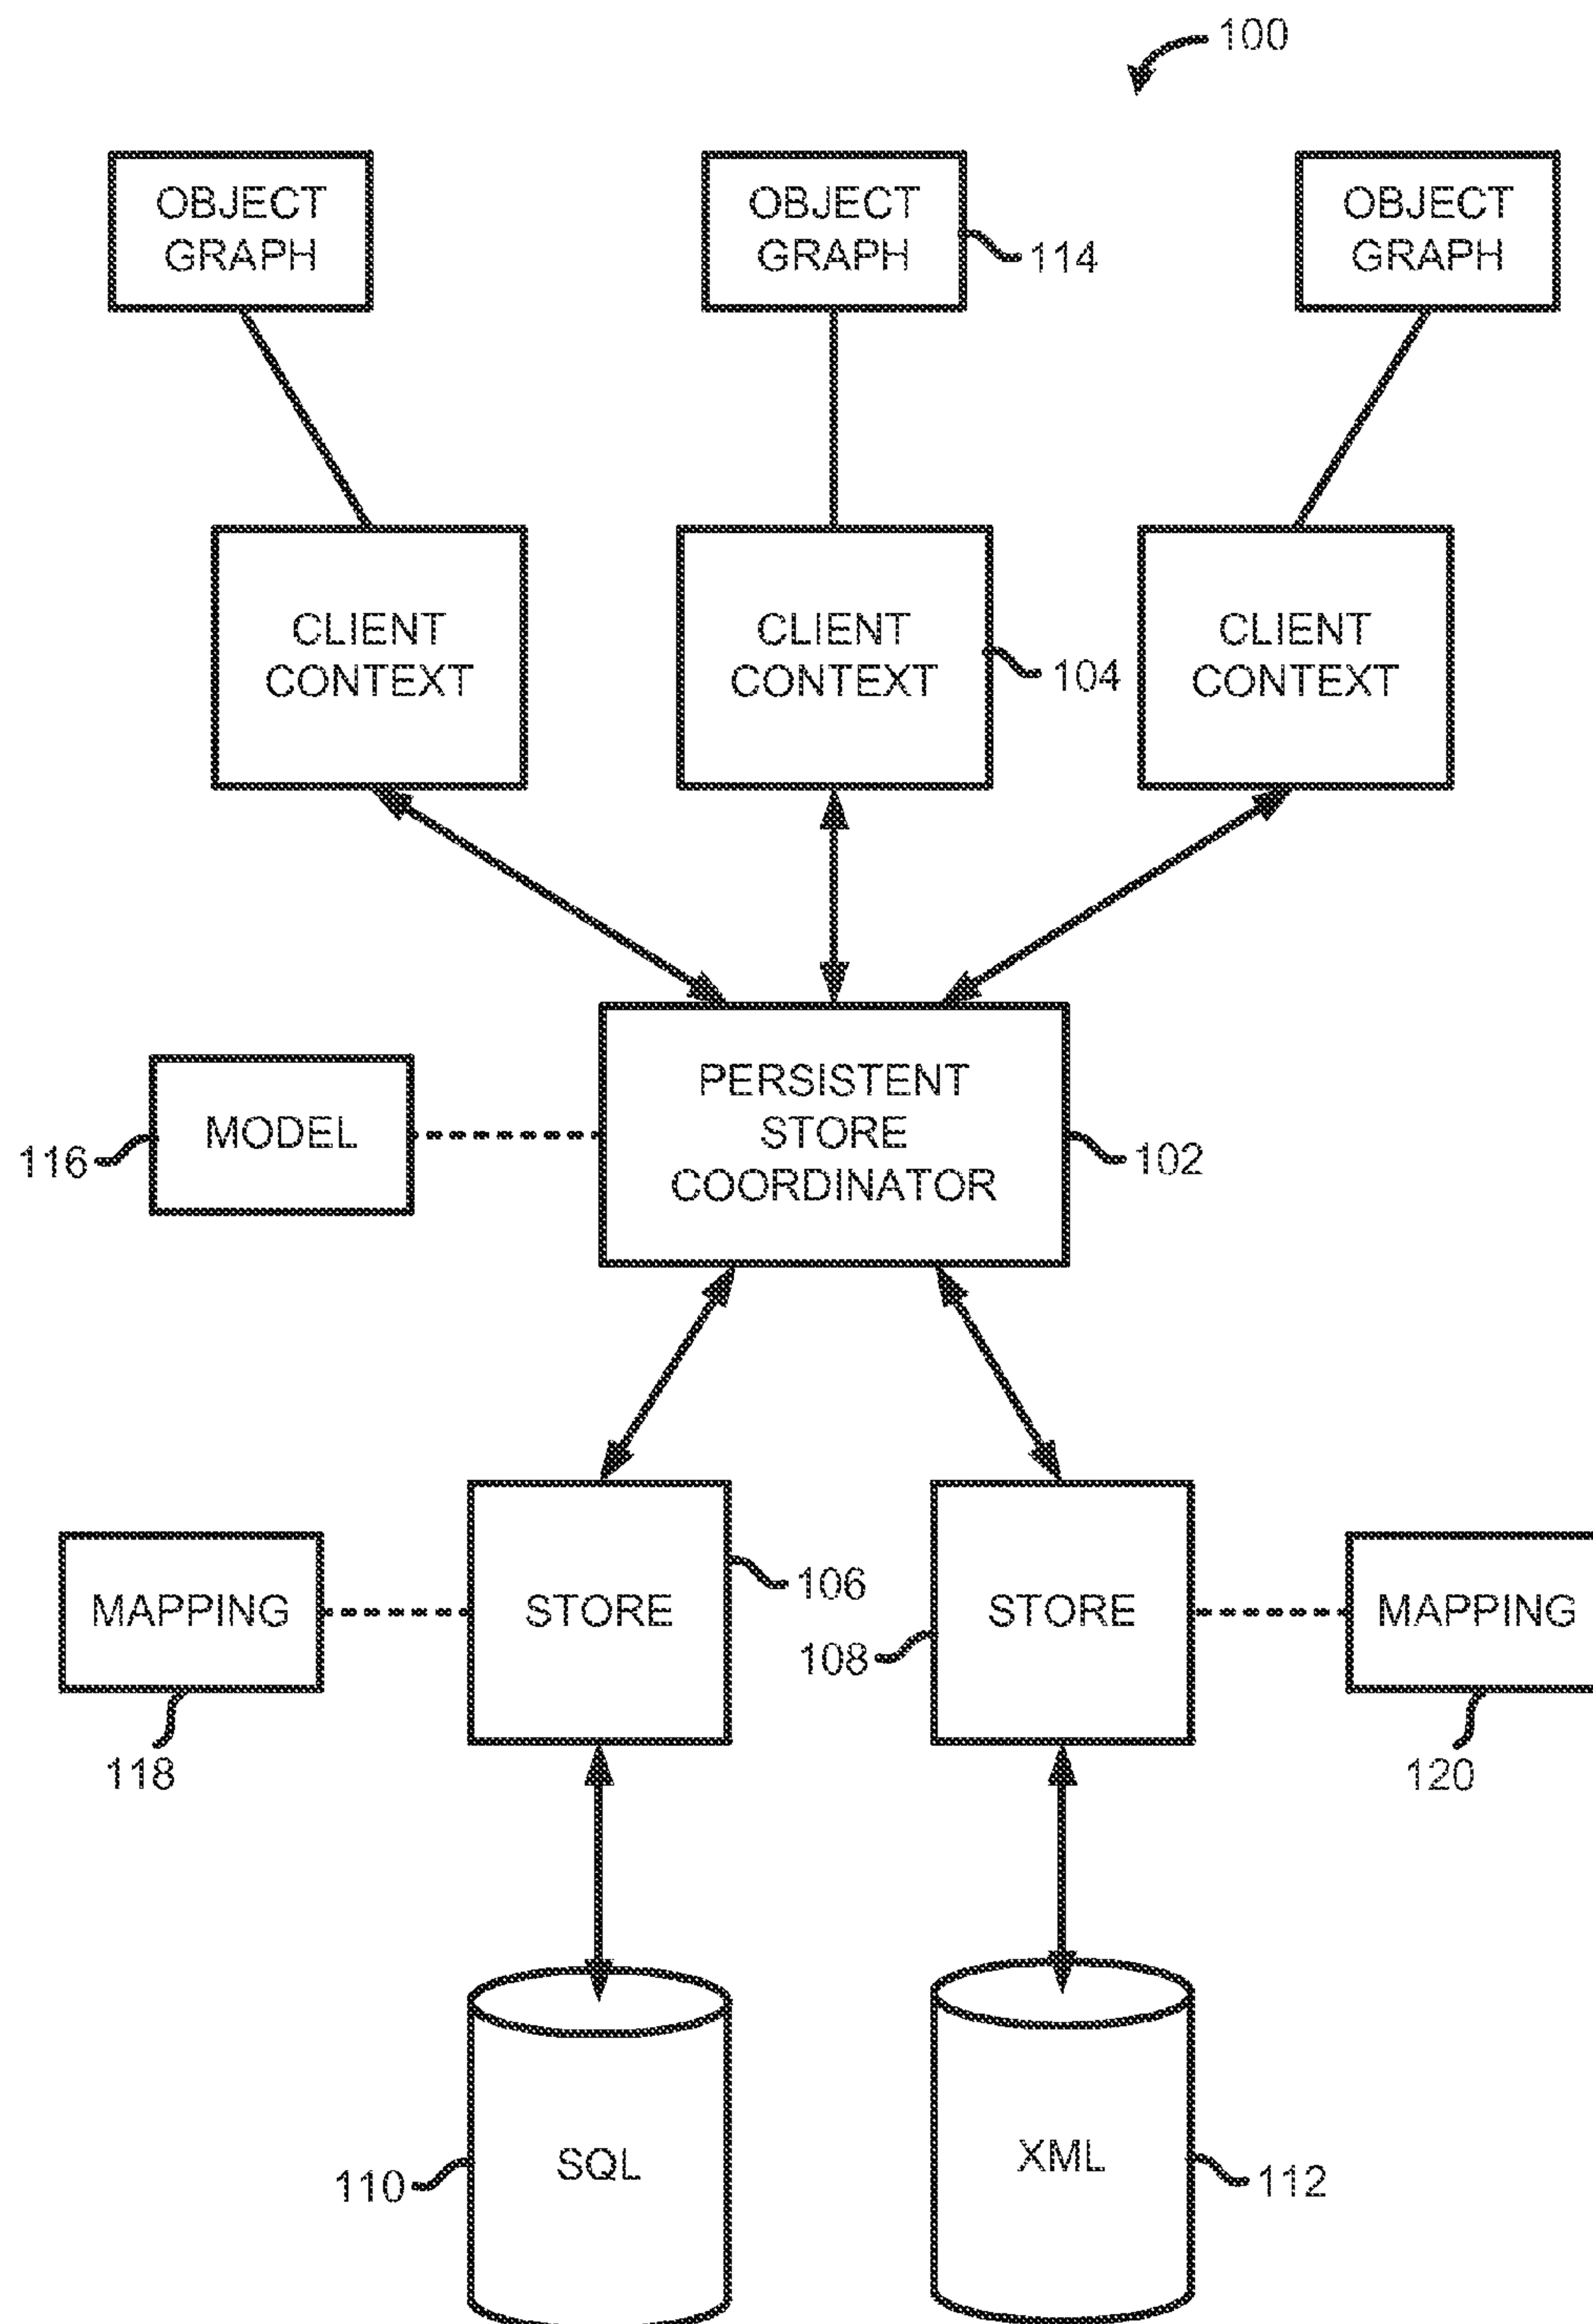 100
OBJECT
GRAPH
OBJECT
GRAPH
114
OBJECT
GRAPH
CLIENT
CONTEXT
CLIENT
CONTEXT
104
CLIENT
CONTEXT
116
MODEL
PERSISTENT
STORE
COORDINATOR
102
MAPPING
118
STORE
106
108
STORE
MAPPING
120
110
SQL
XML
112